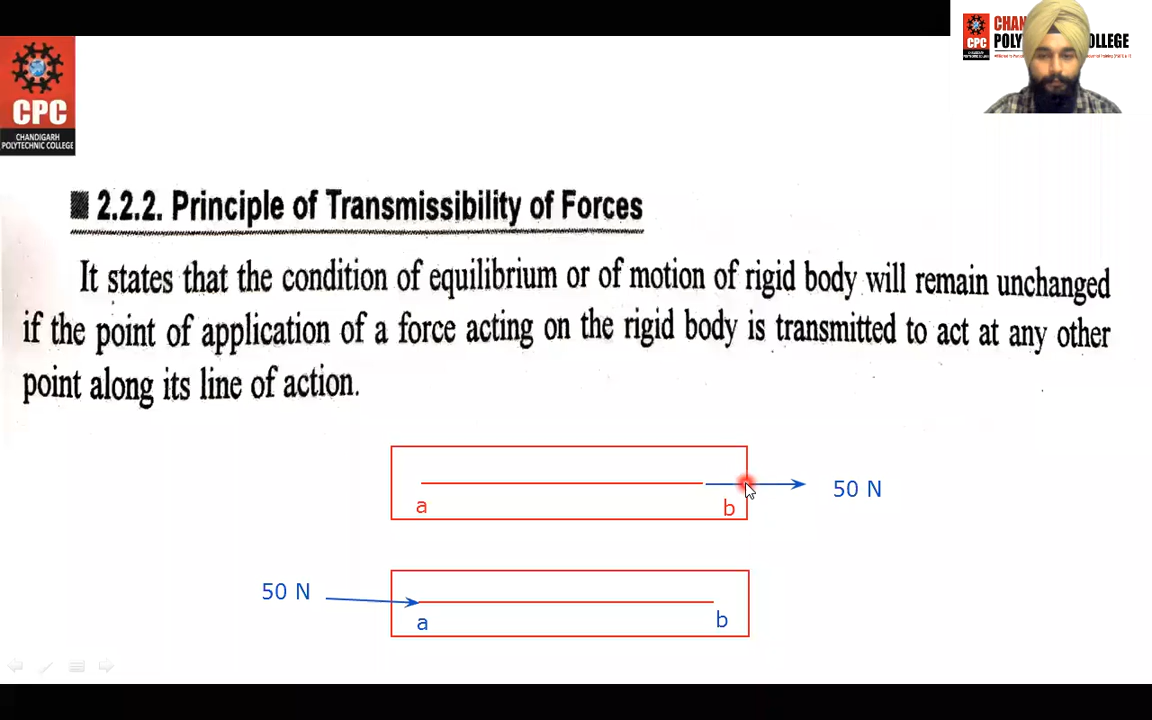 CHAN
POLY OLLEGE
CPC
CPC
CHANDIGARH
POLYTECHNIC COLLEGE
2.2.2. Principle of Transmissibility of Forces
It states that the condition of equilibrium or of motion of rigid body will remain unchanged
if the point of application of a force acting on the rigid body is transmitted to act at any other
point along its line of action.
a b 50 N
50 N a b